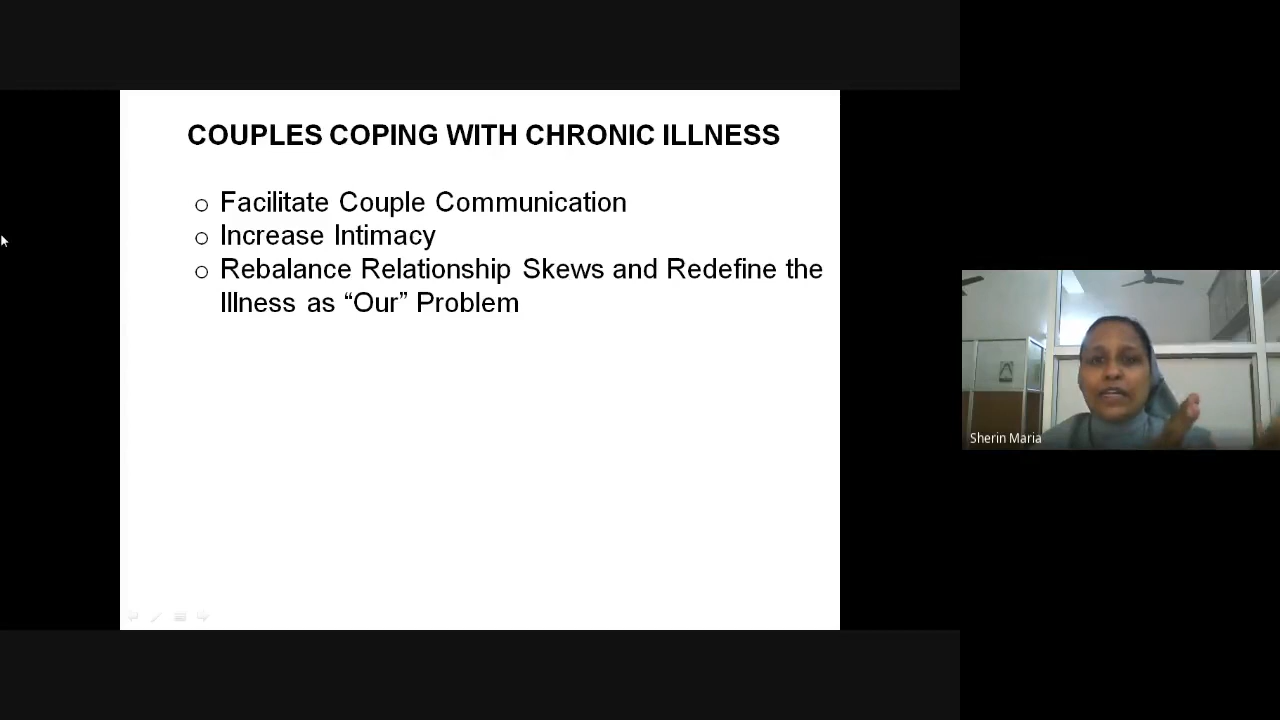 COUPLES COPING WITH CHRONIC ILLNESS
o Facilitate Couple Communication
o Increase Intimacy
o Rebalance Relationship Skews and Redefine the
Illness as “Our” Problem
Sherin Maria